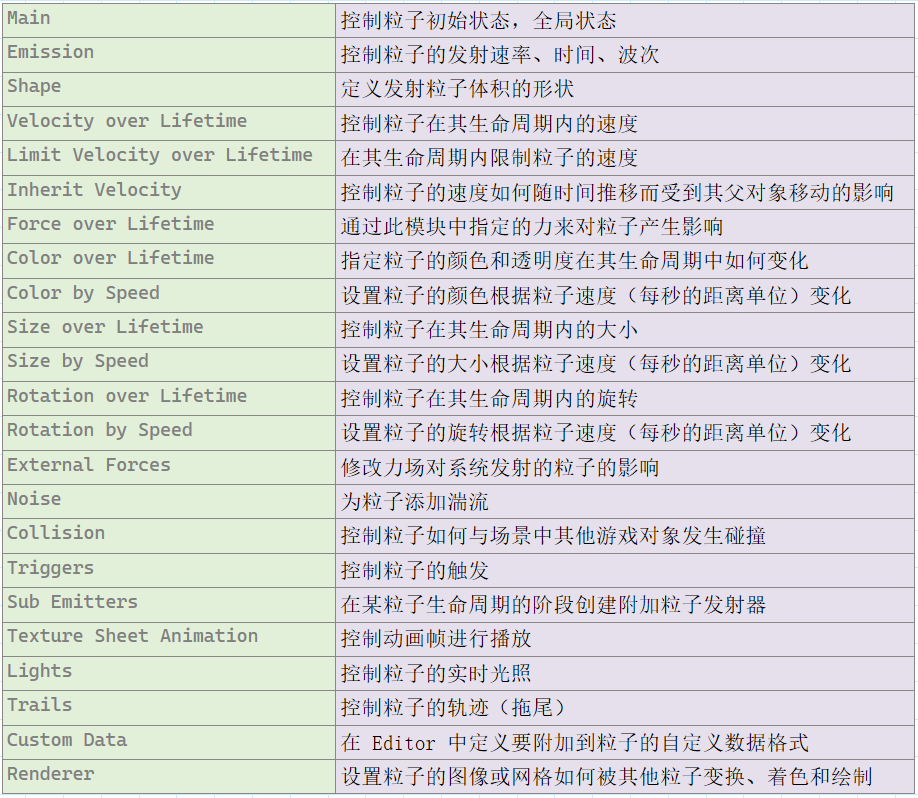 Main 控制粒子初始状态，全局状态
Emission 控制粒子的发射速率、时间、波次
Shape 定义发射粒子体积的形状
Velocity over Lifetime 控制粒子在其生命周期内的速度
Limit Velocity over Lifetime 在其生命周期内限制粒子的速度
Inherit Velocity 控制粒子的速度如何随时间推移而受到其父对象移动的影响
Force over Lifetime 通过此模块中指定的力来对粒子产生影响
Color over Lifetime 指定粒子的颜色和透明度在其生命周期中如何变化
Color by Speed 设置粒子的颜色根据粒子速度（每秒的距离单位）变化
Size over Lifetime 控制粒子在其生命周期内的大小
Size by Speed 设置粒子的大小根据粒子速度（每秒的距离单位）变化
Rotation over Lifetime 控制粒子在其生命周期内的旋转
Rotation by Speed 设置粒子的旋转根据粒子速度（每秒的距离单位）变化
External Forces 修改力场对系统发射的粒子的影响
Noise 为粒子添加湍流
Collision 控制粒子如何与场景中其他游戏对象发生碰撞
Triggers 控制粒子的触发
Sub Emitters 在某粒子生命周期的阶段创建附加粒子发射器
Texture Sheet Animation 控制动画帧进行播放
Lights 控制粒子的实时光照
Trails 控制粒子的轨迹（拖尾）
Custom Data 在 Editor 中定义要附加到粒子的自定义数据格式
Renderer 设置粒子的图像或网格如何被其他粒子变换、着色和绘制